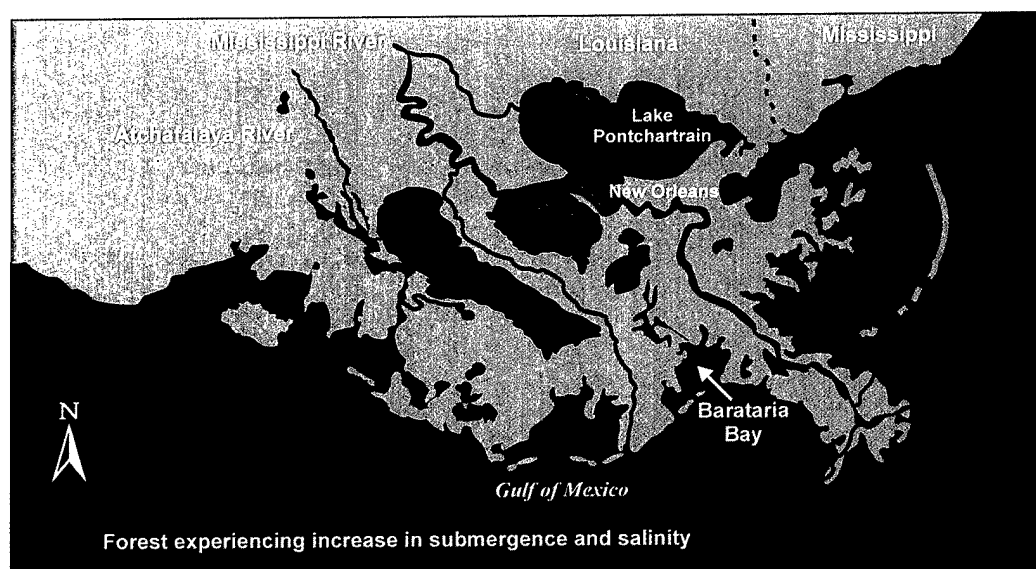 Mississippi River
Louisiana
Mississippi
Lake
Pontchartrain
Atchatalaya River
New Orleans
Barataria
Bay
N
Gulf of Mexico
Forest experiencing increase in submergence and salinity